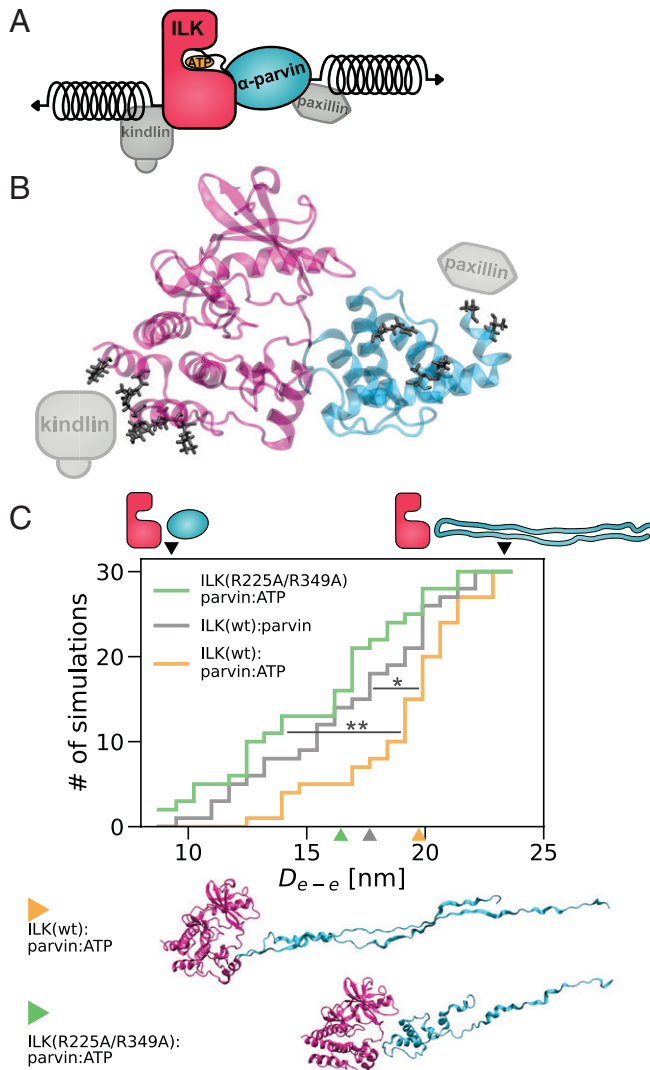 A
ILK
ATP
α-parvin
kindlin
paxillin
B
paxillin
kindlin
C
30
20
10
0
# of simulations
ILK(R225A/R349A)
parvin:ATP
ILK(wt):parvin
ILK(wt):
parvin:ATP
*
**
10
15
20
25
D_{e-e} [nm]
ILK(wt):
parvin:ATP
ILK(R225A/R349A):
parvin:ATP